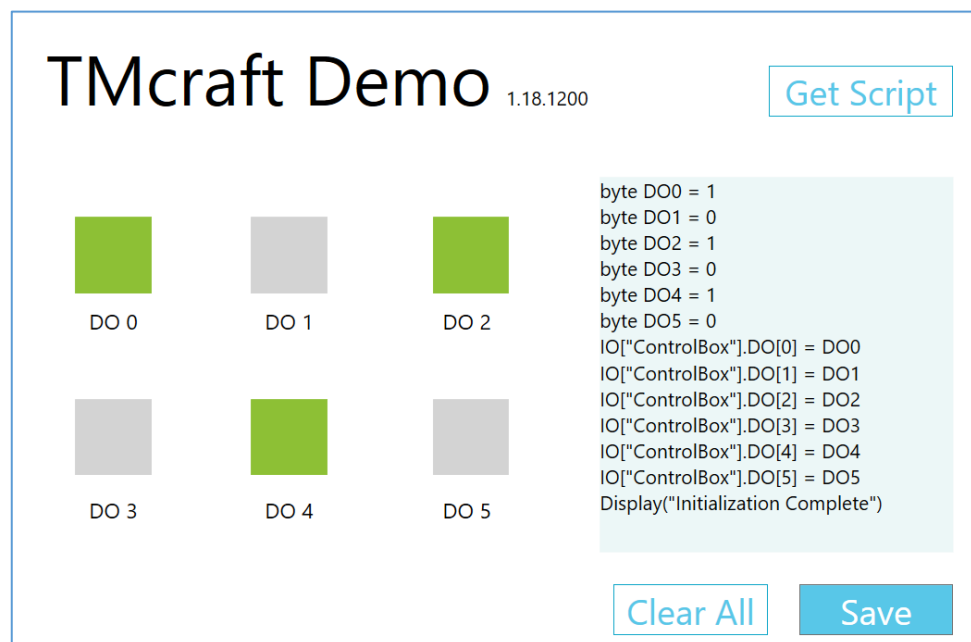 TMcraft Demo 1.18.1200
Get Script
DO 0 DO 1 DO 2
DO 3 DO 4 DO 5
byte DO0 = 1
byte DO1 = 0
byte DO2 = 1
byte DO3 = 0
byte DO4 = 1
byte DO5 = 0
IO["ControlBox"].DO[0] = DO0
IO["ControlBox"].DO[1] = DO1
IO["ControlBox"].DO[2] = DO2
IO["ControlBox"].DO[3] = DO3
IO["ControlBox"].DO[4] = DO4
IO["ControlBox"].DO[5] = DO5
Display("Initialization Complete")
Clear All Save